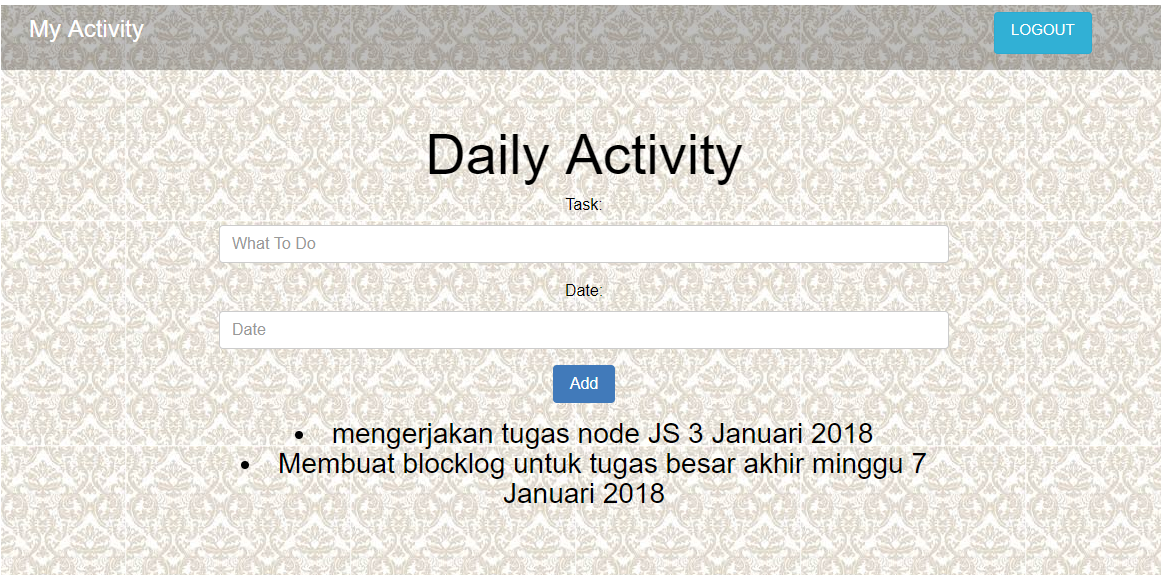 My Activity
LOGOUT
Daily Activity
Task:
What To Do
Date:
Date
Add
• mengerjakan tugas node JS 3 Januari 2018
• Membuat blocklog untuk tugas besar akhir minggu 7
Januari 2018